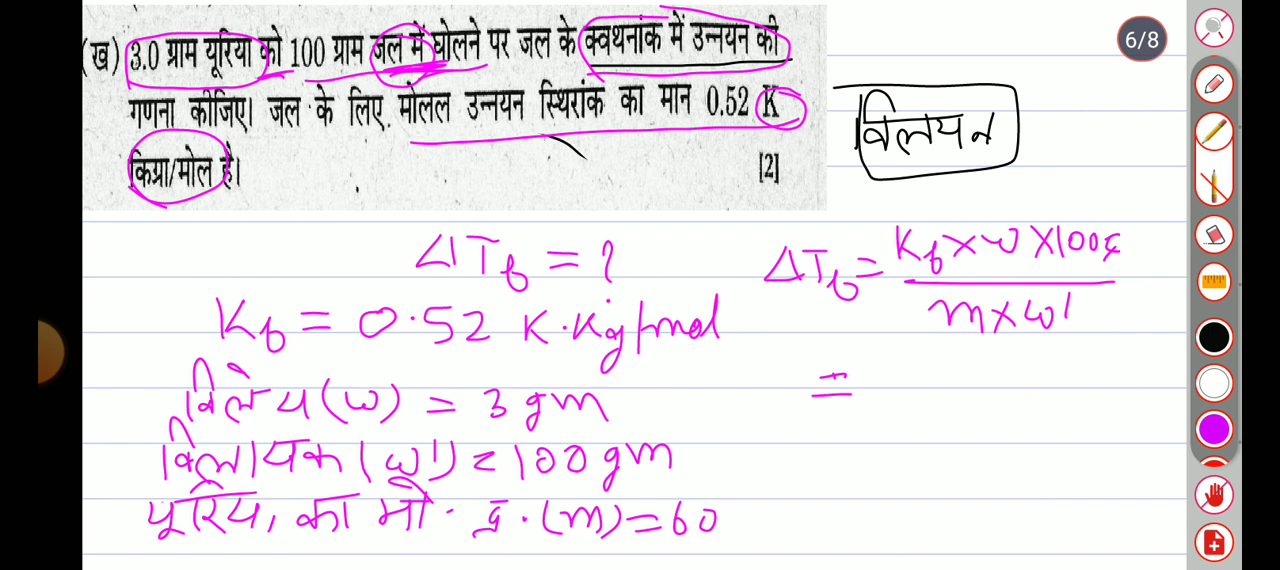 6/8
(ख) 3.0 ग्राम यूरिया को 100 ग्राम जल में घोलने पर जल के क्वथनांक में उन्नयन की
गणना कीजिए। जल के लिए मोलल उन्नयन स्थिरांक का मान 0.52 K
किग्रा/मोल है। [2]
विलयन
ΔTb = ?
Kb = 0.52 K.Kg/mol
विलेय (w) = 3 gm
विलायक (w') = 100 gm
यूरिया का मो. द्र. (m) = 60
ΔTb = Kb×w×1000
m×w'
=